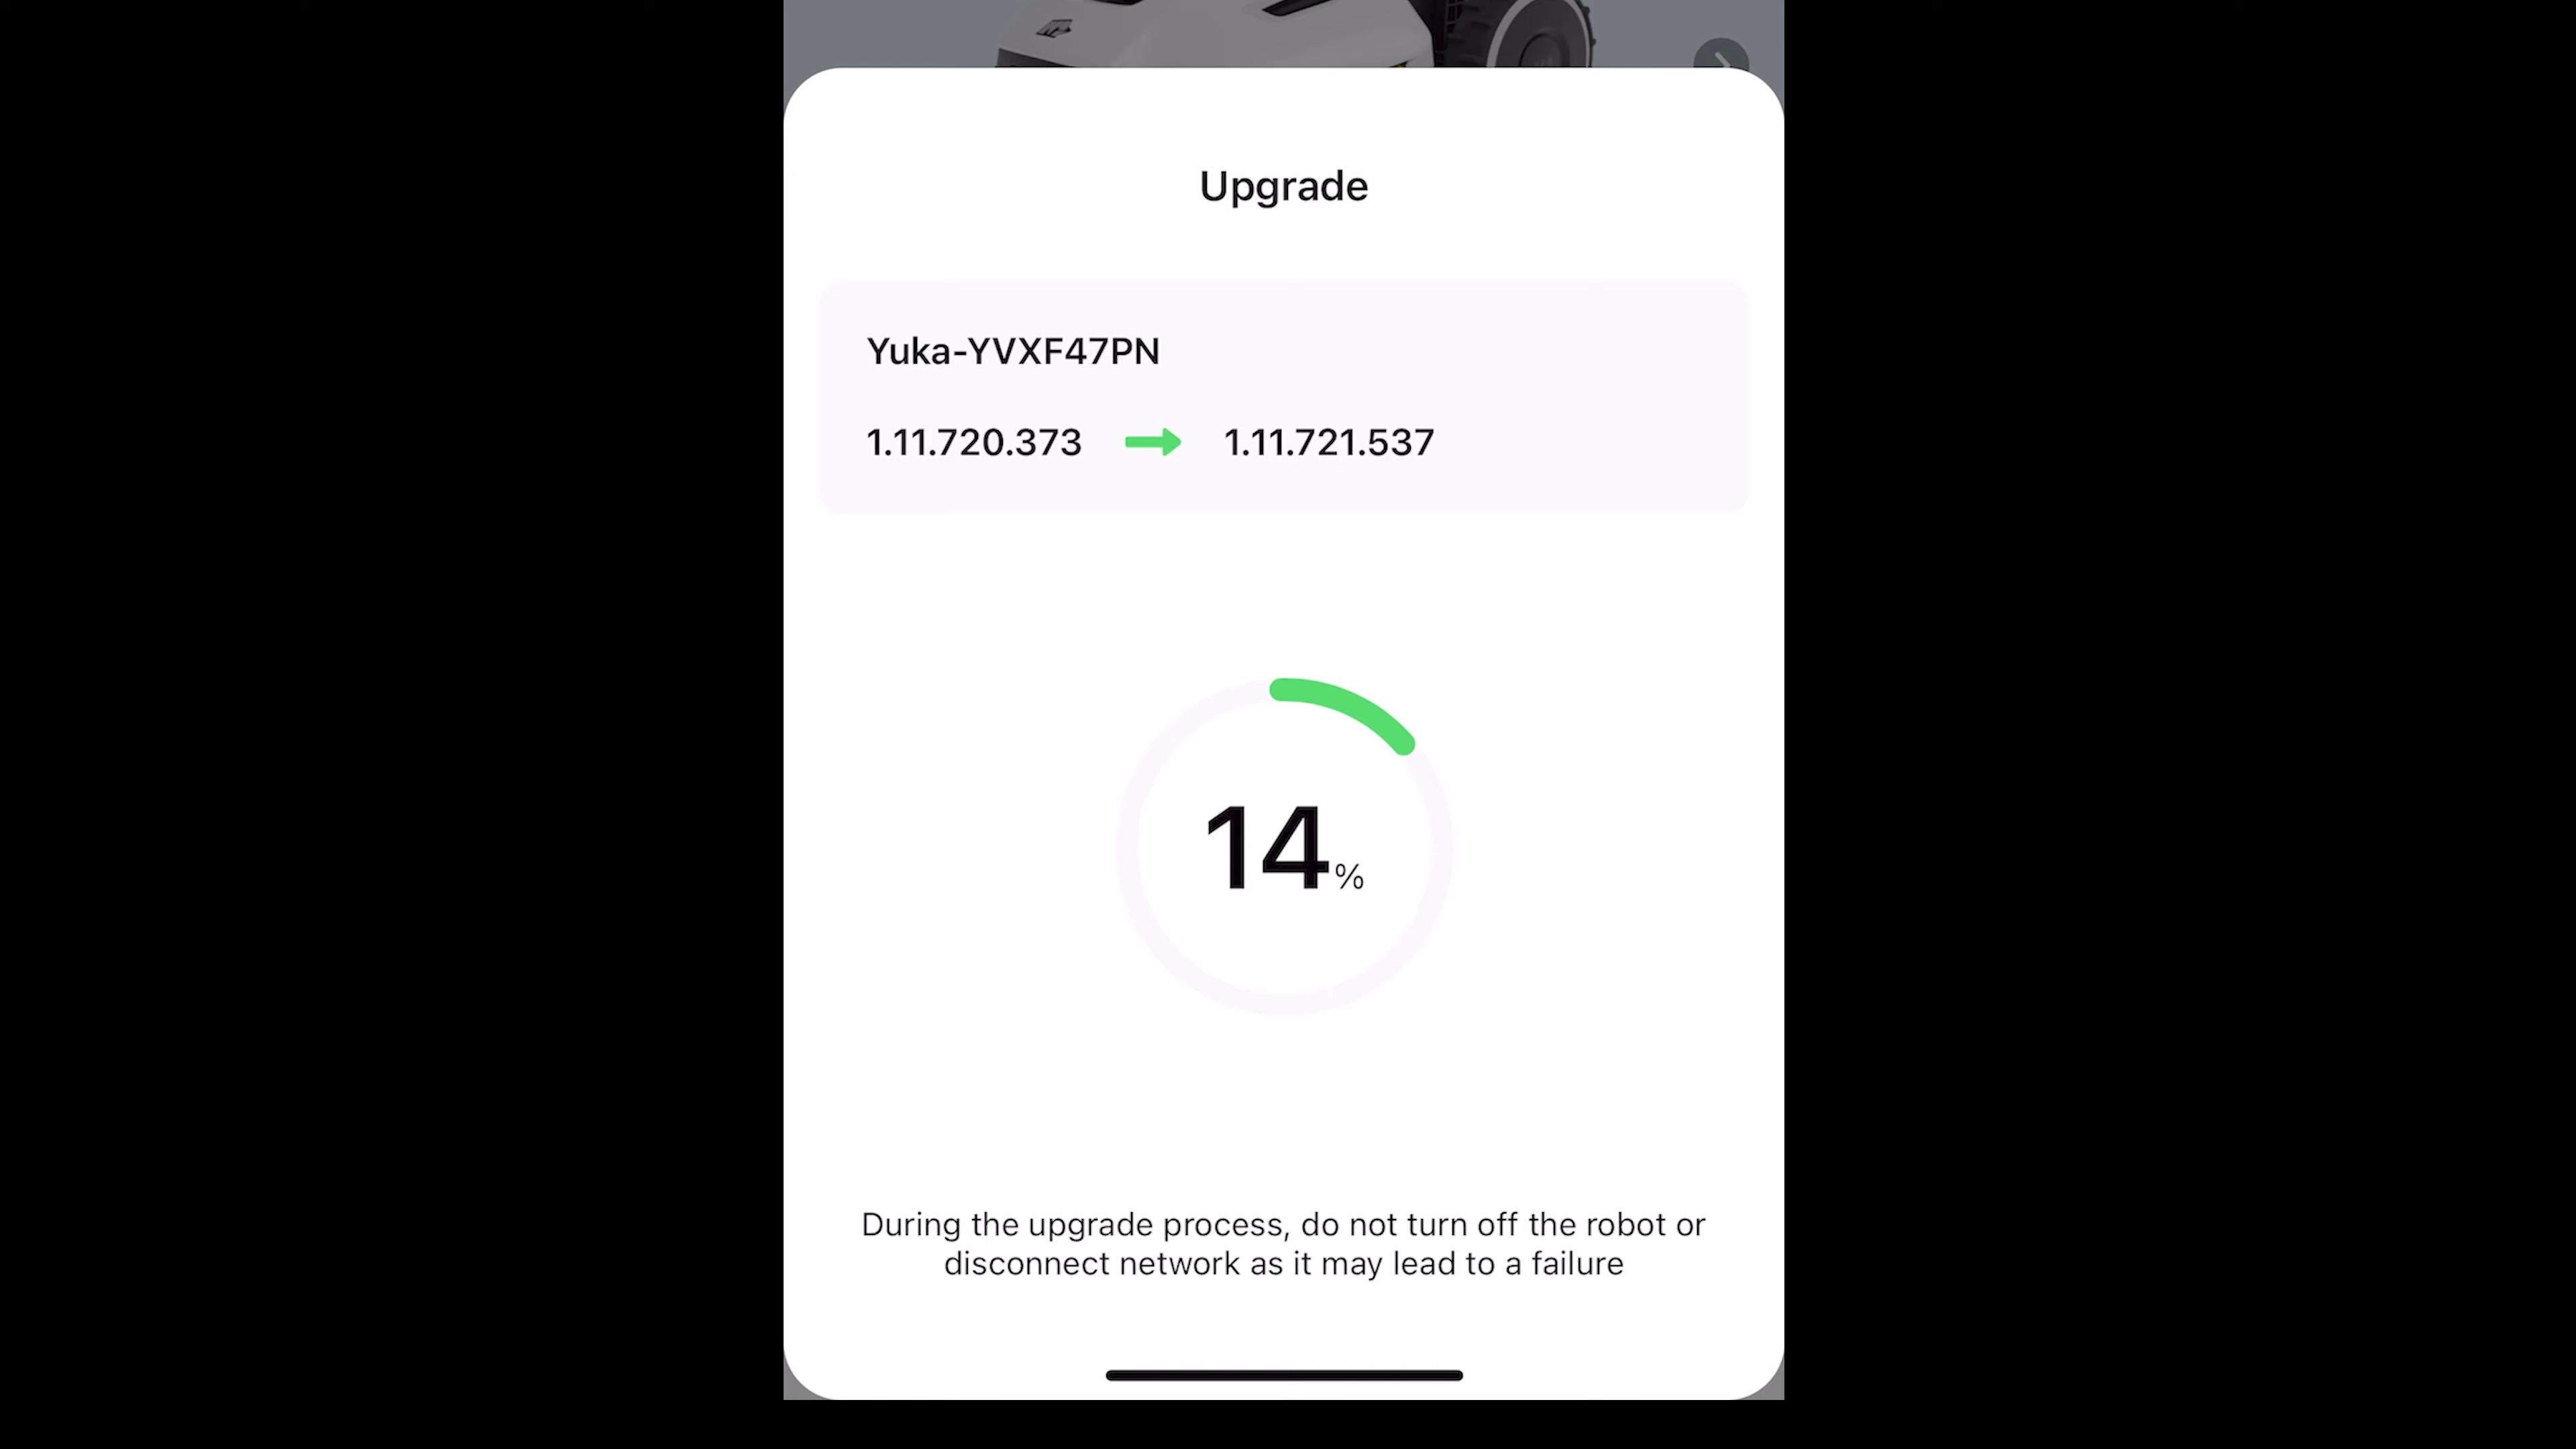 Upgrade
Yuka-YVXF47PN
1.11.720.373 → 1.11.721.537
14%
During the upgrade process, do not turn off the robot or
disconnect network as it may lead to a failure